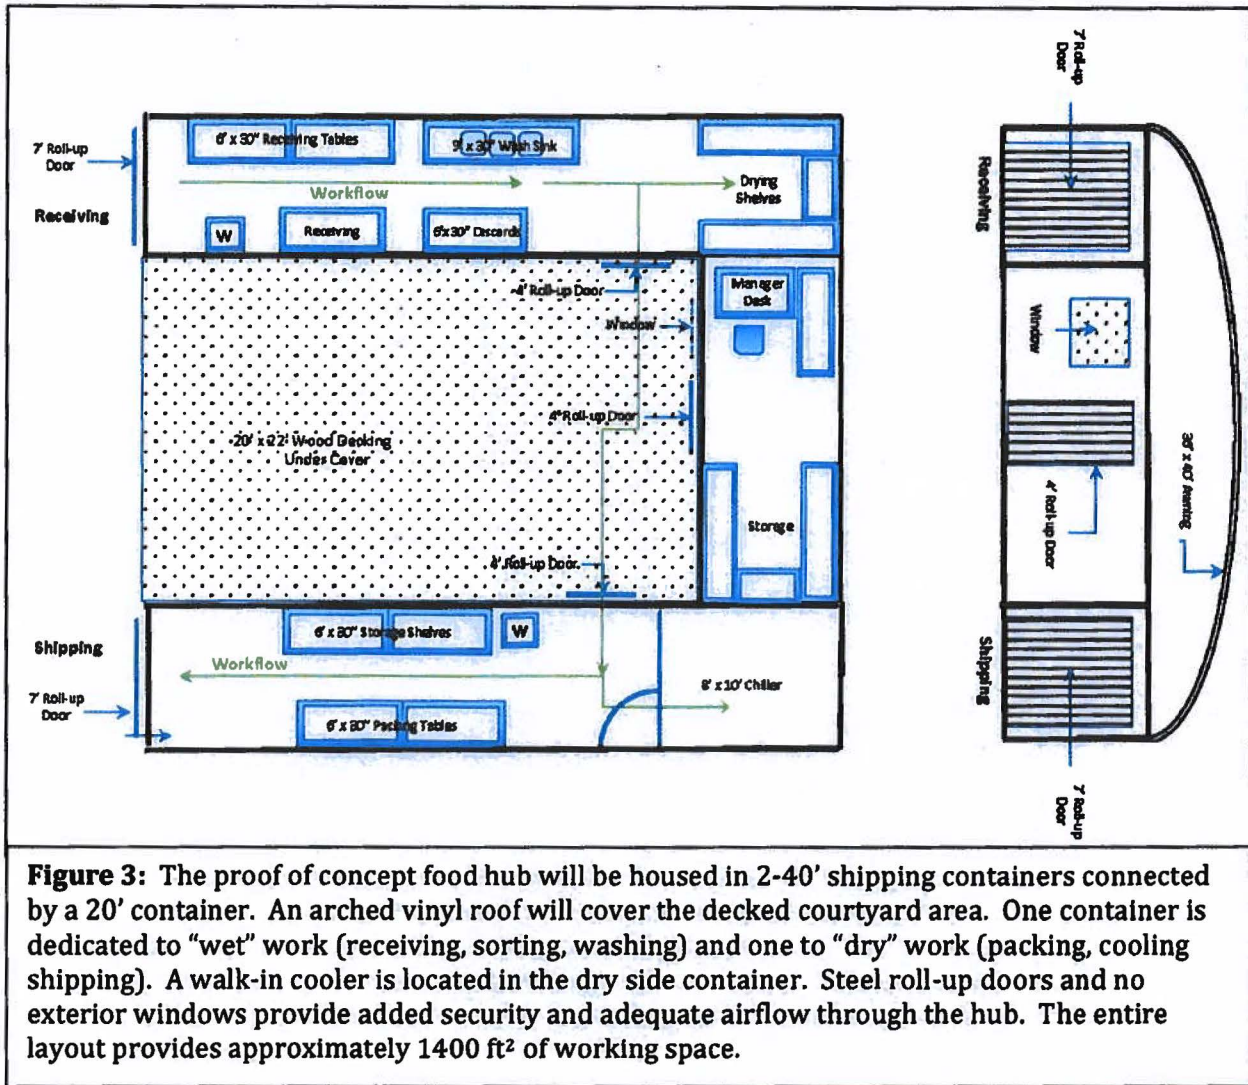 7' Roll-up
Door
Receiving
6' x 30" Receiving Tables
9' x 30" Wash Sink
Workflow
Drying
Shelves
W
Receiving
6'x30" Discards
4' Roll-up Door
Window
Manager
Desk
4' Roll-up Door
20' x 22' Wood Decking
Under Cover
4' Roll-up Door
Storage
Shipping
7' Roll-up
Door
6' x 30" Storage Shelves
W
Workflow
8' x 10' Chiller
6' x 30" Packing Tables
7' Roll-up
Door
Receiving
Window
4' Roll-up Door
Shipping
7' Roll-up
Door
Figure 3: The proof of concept food hub will be housed in 2-40' shipping containers connected
by a 20' container. An arched vinyl roof will cover the decked courtyard area. One container is
dedicated to “wet” work (receiving, sorting, washing) and one to “dry” work (packing, cooling
shipping). A walk-in cooler is located in the dry side container. Steel roll-up doors and no
exterior windows provide added security and adequate airflow through the hub. The entire
layout provides approximately 1400 ft² of working space.